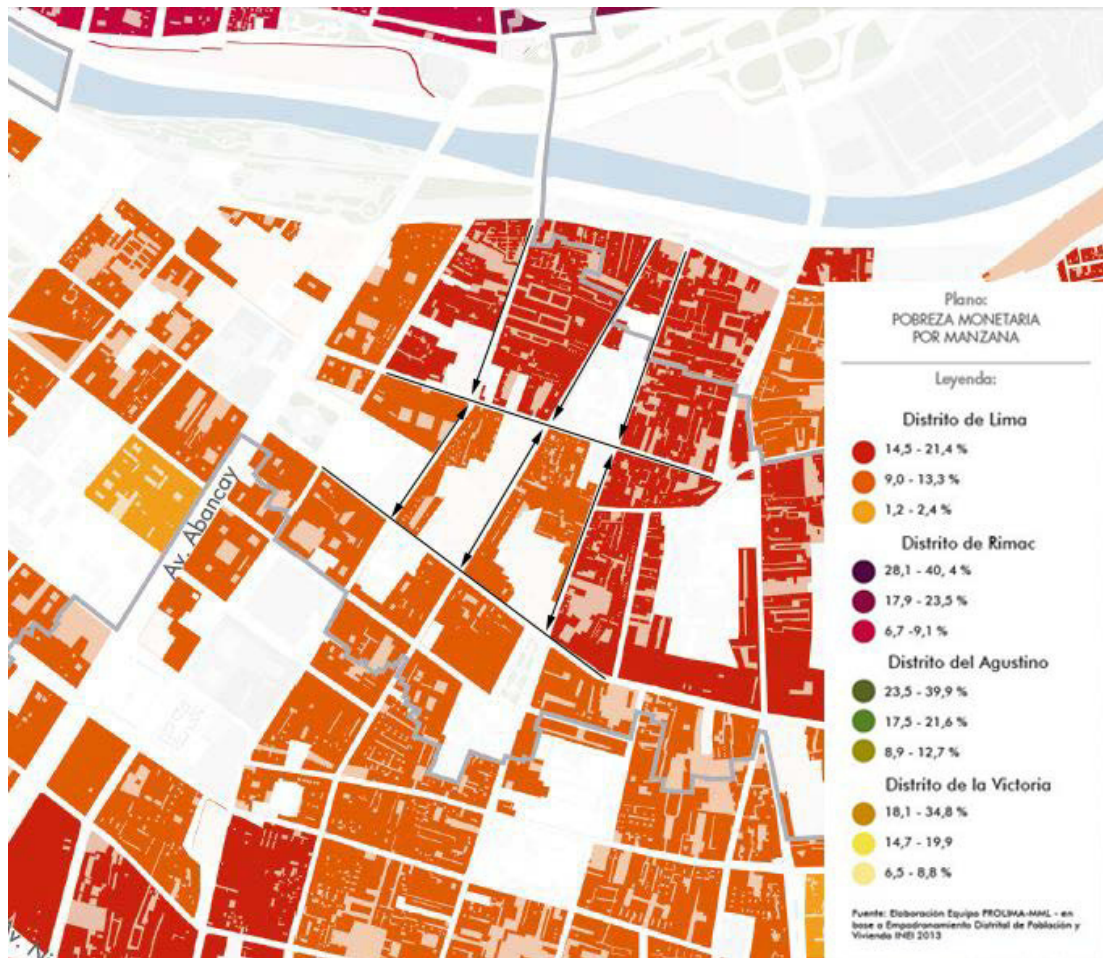 Plano:
POBREZA MONETARIA
POR MANZANA
Leyenda:
Distrito de Lima
14,5 - 21,4 %
9,0 - 13,3 %
1,2 - 2,4 %
Distrito de Rimac
28,1 - 40, 4 %
17,9 - 23,5 %
6,7 -9,1 %
Distrito del Agustino
23,5 - 39,9 %
17,5 - 21,6 %
8,9 - 12,7 %
Distrito de la Victoria
18,1 - 34,8 %
14,7 - 19,9
6,5 - 8,8 %
Fuente: Elaboración Equipo PROLIMA-MML - en
base a Empadronamiento Distrital de Población y
Vivienda INEI 2013
Av. Abancay